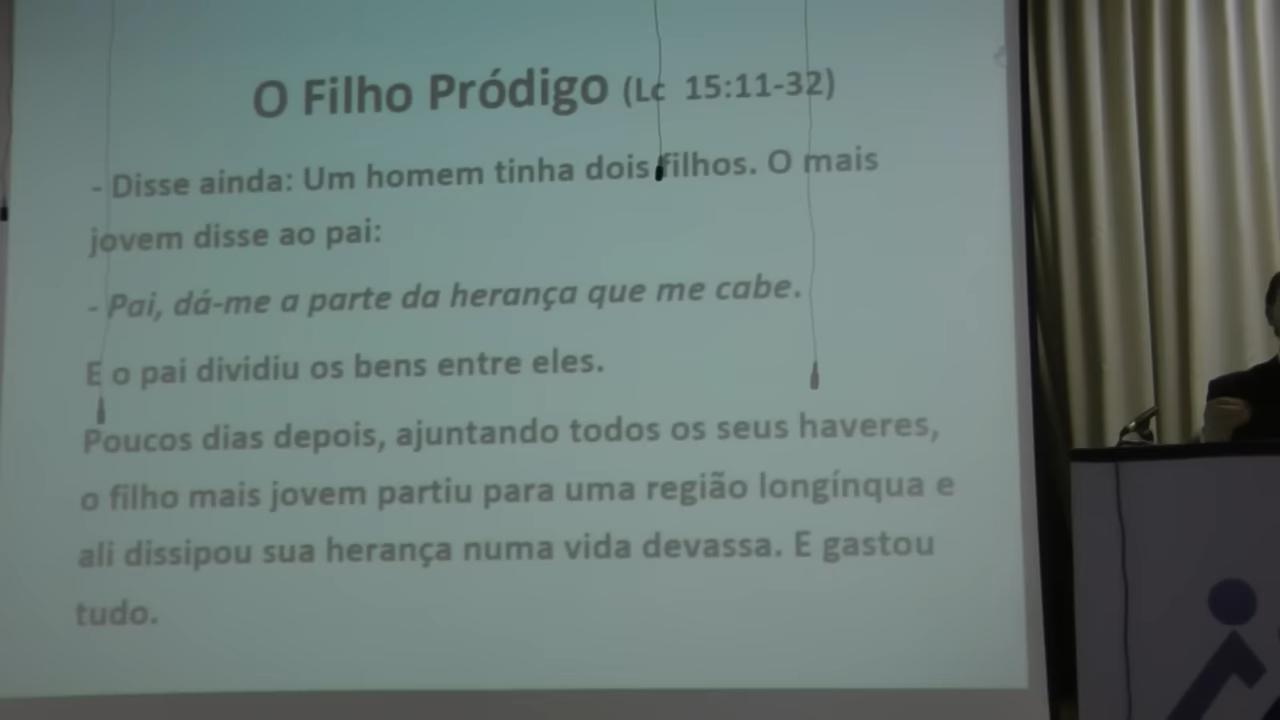 O Filho Pródigo (Lc 15:11-32)
- Disse ainda: Um homem tinha dois filhos. O mais
jovem disse ao pai:
- Pai, dá-me a parte da herança que me cabe.
E o pai dividiu os bens entre eles.
Poucos dias depois, ajuntando todos os seus haveres,
o filho mais jovem partiu para uma região longínqua e
ali dissipou sua herança numa vida devassa. E gastou
tudo.